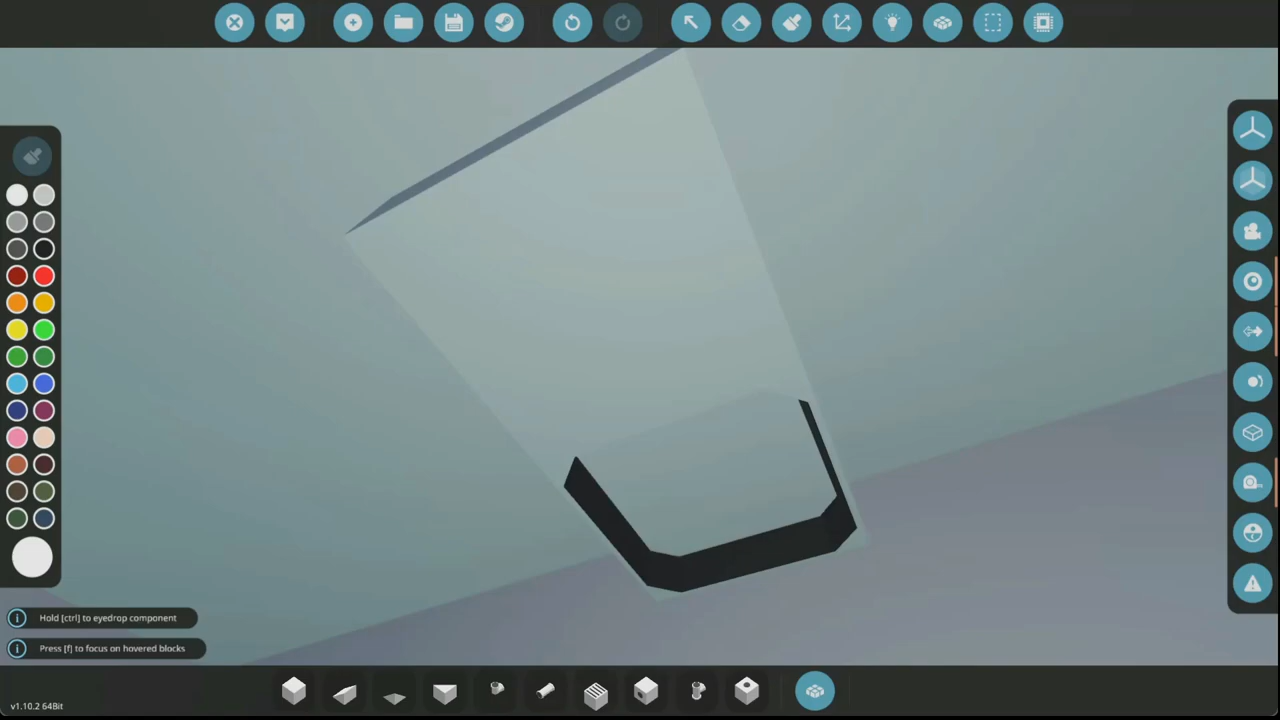 Hold [ctrl] to eyedrop component
Press [f] to focus on hovered blocks
v1.10.2 64Bit